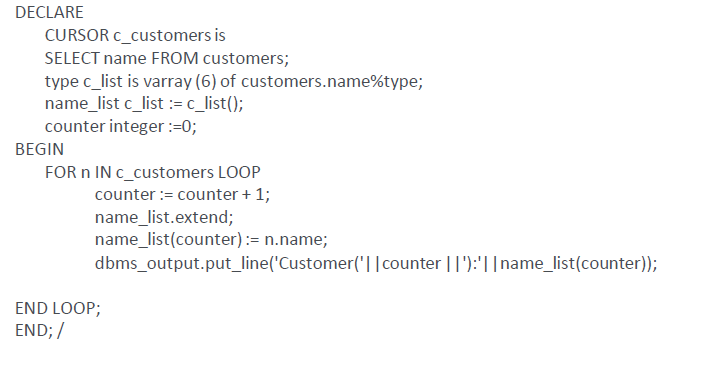 DECLARE
CURSOR c_customers is
SELECT name FROM customers;
type c_list is varray (6) of customers.name%type;
name_list c_list := c_list();
counter integer :=0;
BEGIN
FOR n IN c_customers LOOP
counter := counter + 1;
name_list.extend;
name_list(counter) := n.name;
dbms_output.put_line('Customer('||counter ||'):'||name_list(counter));
END LOOP;
END; /